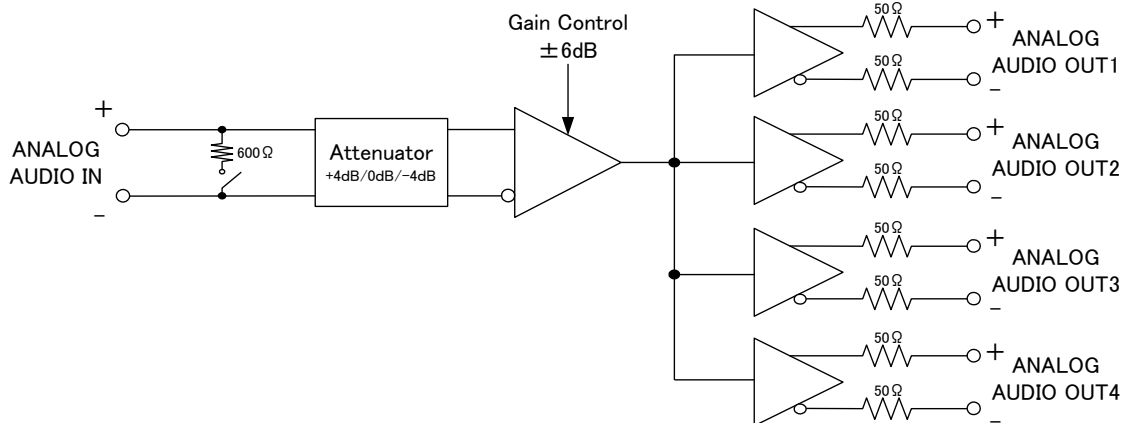 Gain Control
±6dB
+
ANALOG
AUDIO IN
-
600Ω
Attenuator
+4dB/0dB/-4dB
50Ω
+
50Ω
-
ANALOG
AUDIO OUT1
50Ω
+
50Ω
-
ANALOG
AUDIO OUT2
50Ω
+
50Ω
-
ANALOG
AUDIO OUT3
50Ω
+
50Ω
-
ANALOG
AUDIO OUT4